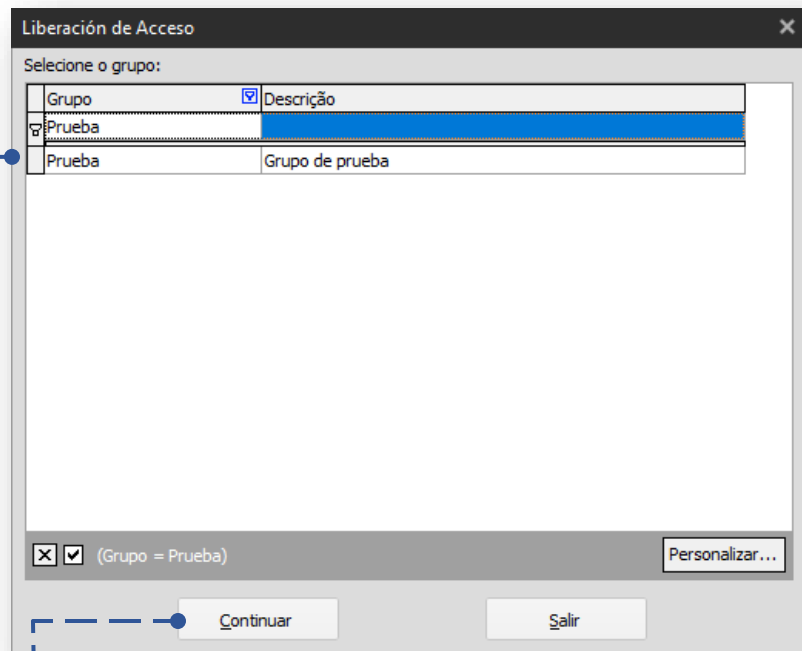 Liberación de Acceso
Selecione o grupo:
Grupo Descrição
Prueba
Prueba Grupo de prueba
(Grupo = Prueba) Personalizar...
Continuar Salir